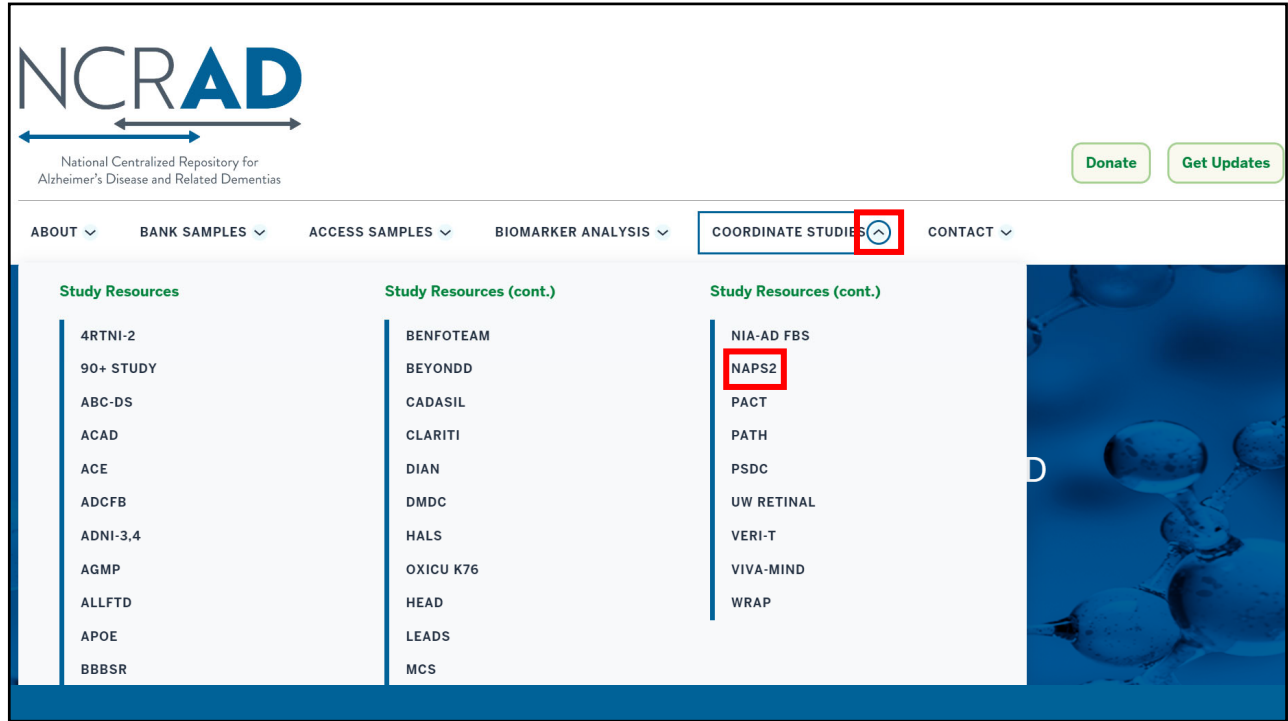 NCRAD
National Centralized Repository for
Alzheimer's Disease and Related Dementias
Donate
Get Updates
ABOUT
BANK SAMPLES
ACCESS SAMPLES
BIOMARKER ANALYSIS
COORDINATE STUDIES
CONTACT
Study Resources
4RTNI-2
90+ STUDY
ABC-DS
ACAD
ACE
ADCFB
ADNI-3,4
AGMP
ALLFTD
APOE
BBBSR
Study Resources (cont.)
BENFOTEAM
BEYONDD
CADASIL
CLARITI
DIAN
DMDC
HALS
OXICU K76
HEAD
LEADS
MCS
Study Resources (cont.)
NIA-AD FBS
NAPS2
PACT
PATH
PSDC
UW RETINAL
VERI-T
VIVA-MIND
WRAP
D